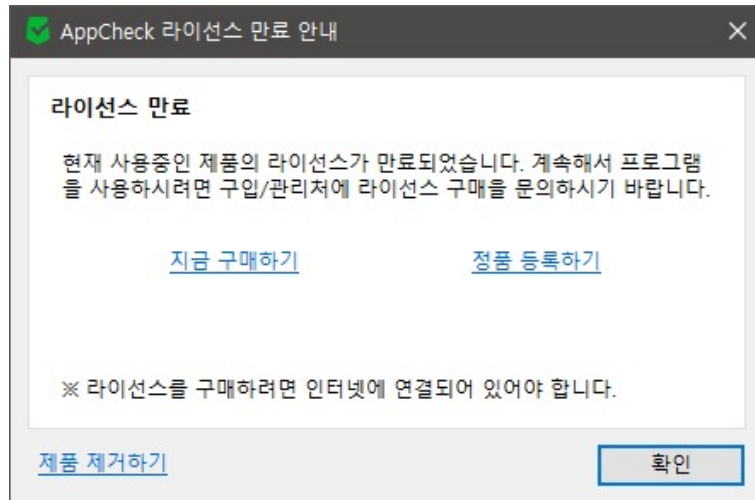 AppCheck 라이선스 만료 안내
라이선스 만료
현재 사용중인 제품의 라이선스가 만료되었습니다. 계속해서 프로그램
을 사용하시려면 구입/관리처에 라이선스 구매을 문의하시기 바랍니다.
지금 구매하기 정품 등록하기
※ 라이선스를 구매하려면 인터넷에 연결되어 있어야 합니다.
제품 제거하기 확인